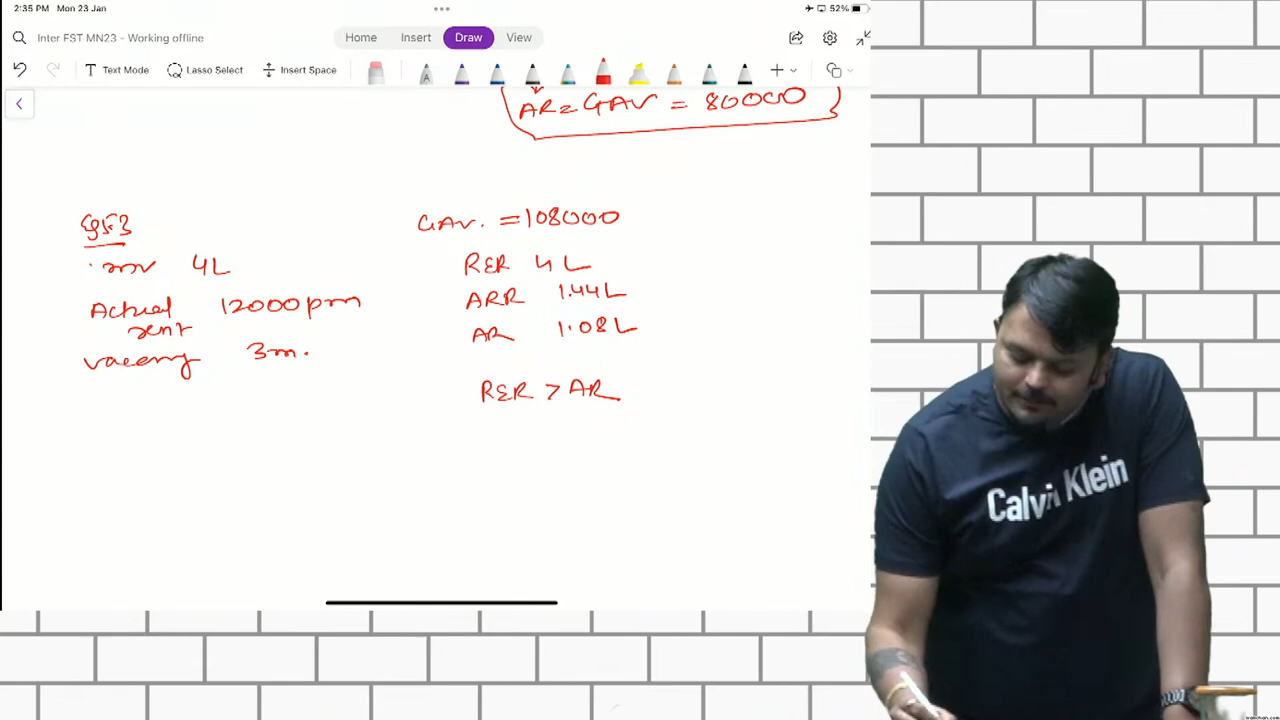 2:35 PM Mon 23 Jan
52%
Inter FST MN23 - Working offline
Home Insert Draw View
Text Mode Lasso Select Insert Space
AR = GAV = 80000
GAV. = 108000
mv 4L
RER 4L
Actual 12000 pm
rent
ARR 1.44L
AR 1.08L
vacancy 3m.
RER > AR
Calvin Klein